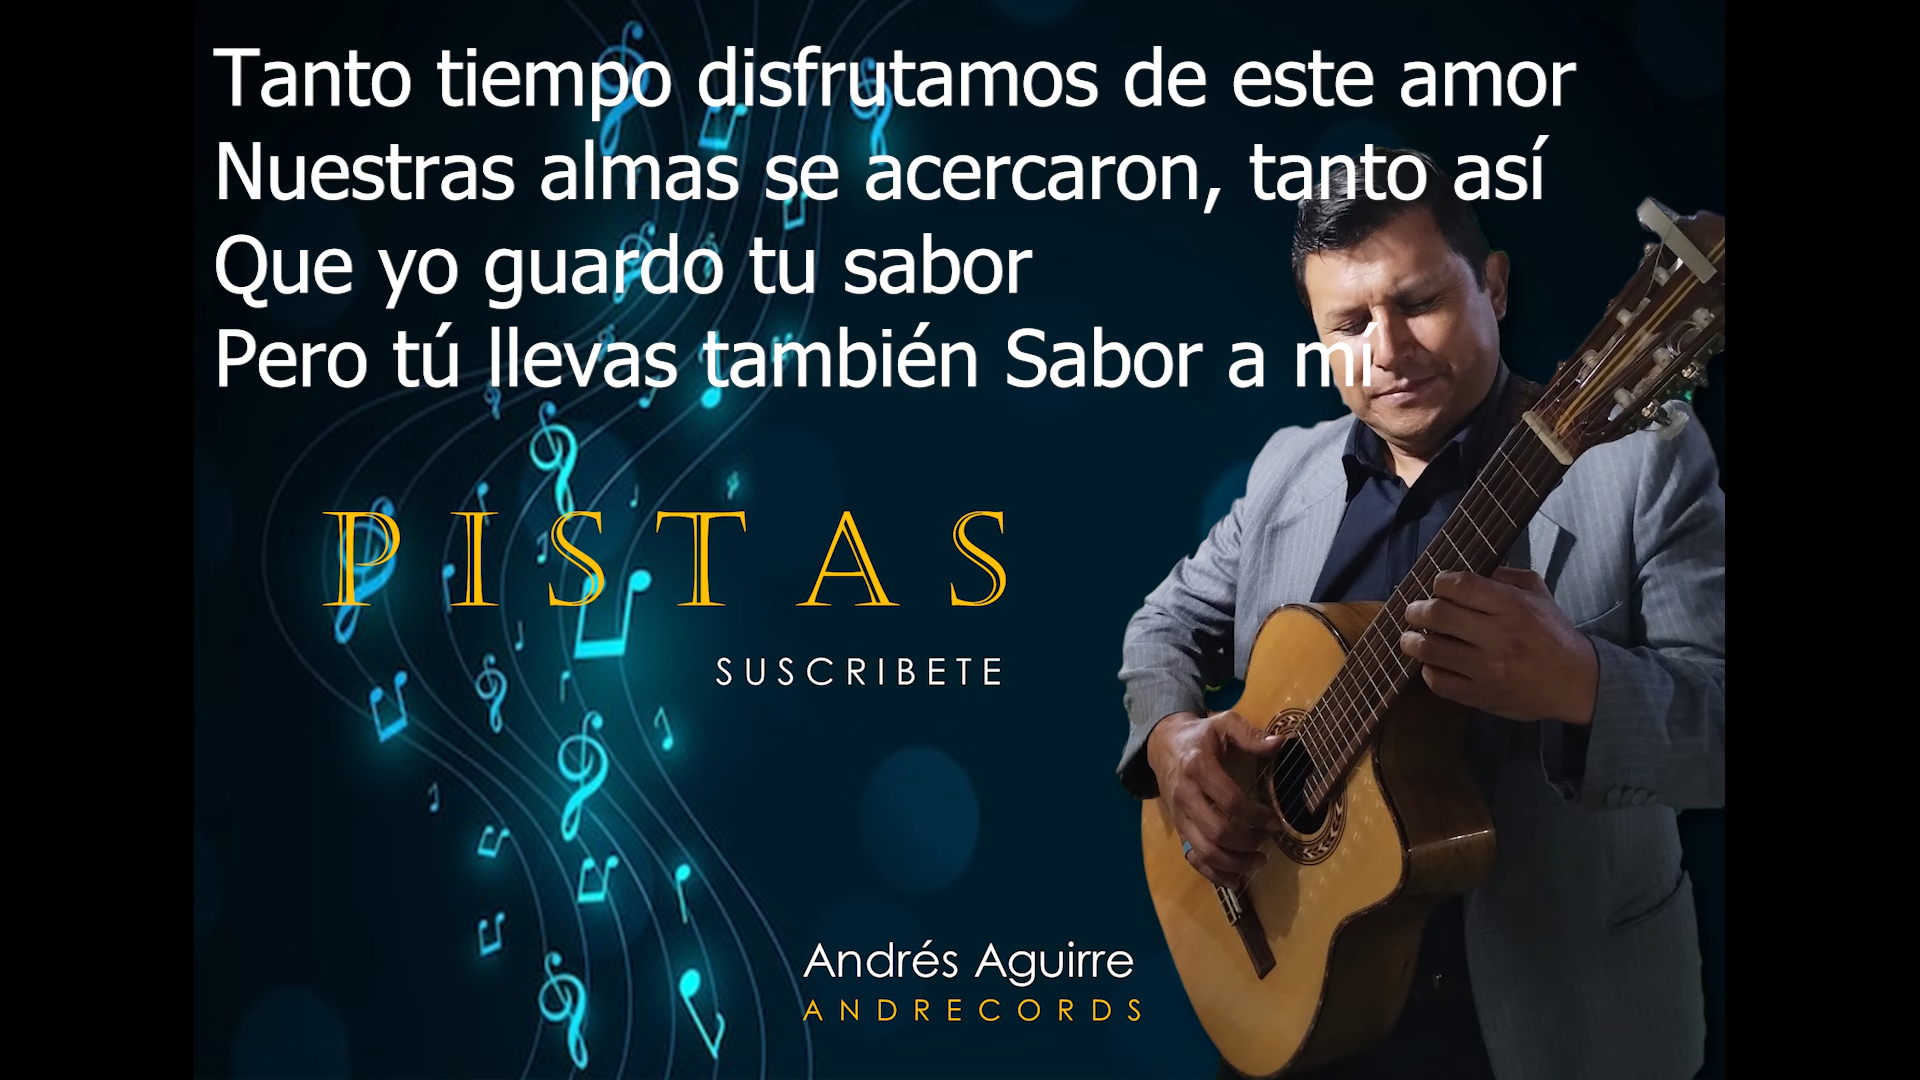 Tanto tiempo disfrutamos de este amor
Nuestras almas se acercaron, tanto así
Que yo guardo tu sabor
Pero tú llevas también Sabor a mí
PISTAS
SUSCRIBETE
Andrés Aguirre
ANDRECORDS